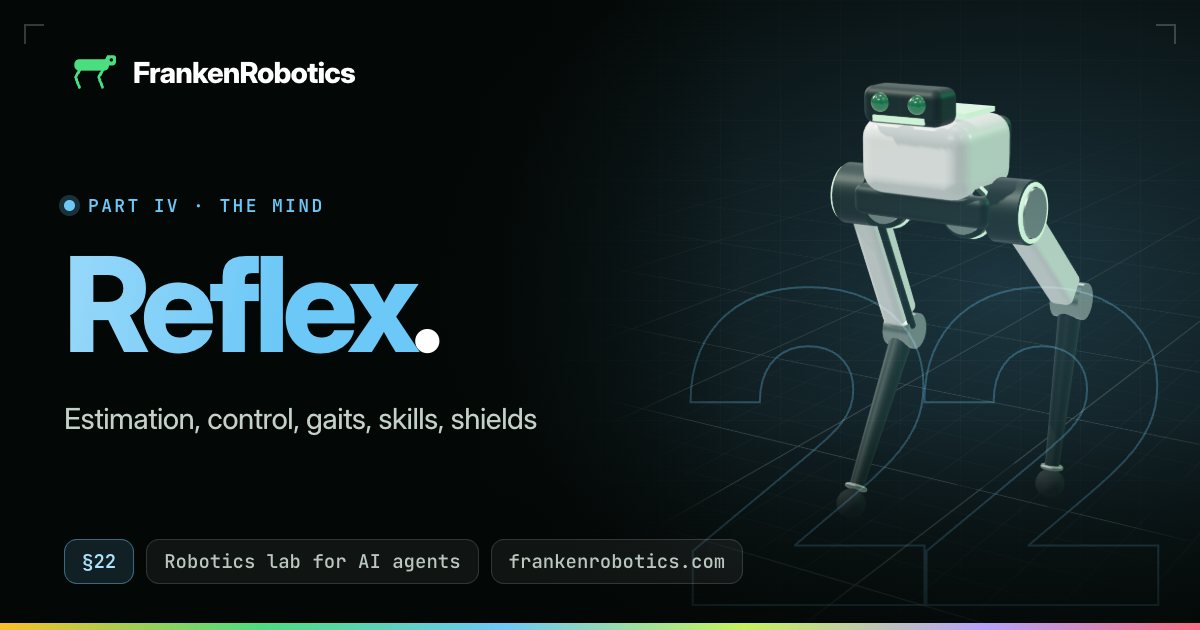 FrankenRobotics
PART IV · THE MIND
Reflex.
Estimation, control, gaits, skills, shields
22
§22
Robotics lab for AI agents
frankenrobotics.com